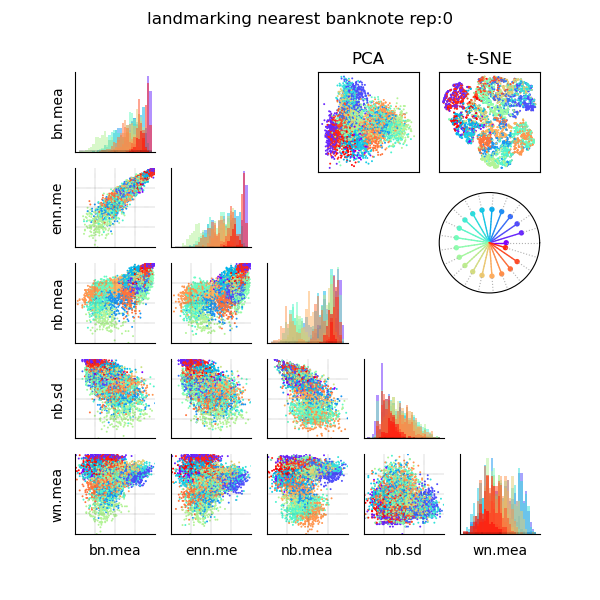 landmarking nearest banknote rep:0
PCA
t-SNE
bn.mea
enn.me
nb.mea
nb.sd
wn.mea
bn.mea
enn.me
nb.mea
nb.sd
wn.mea